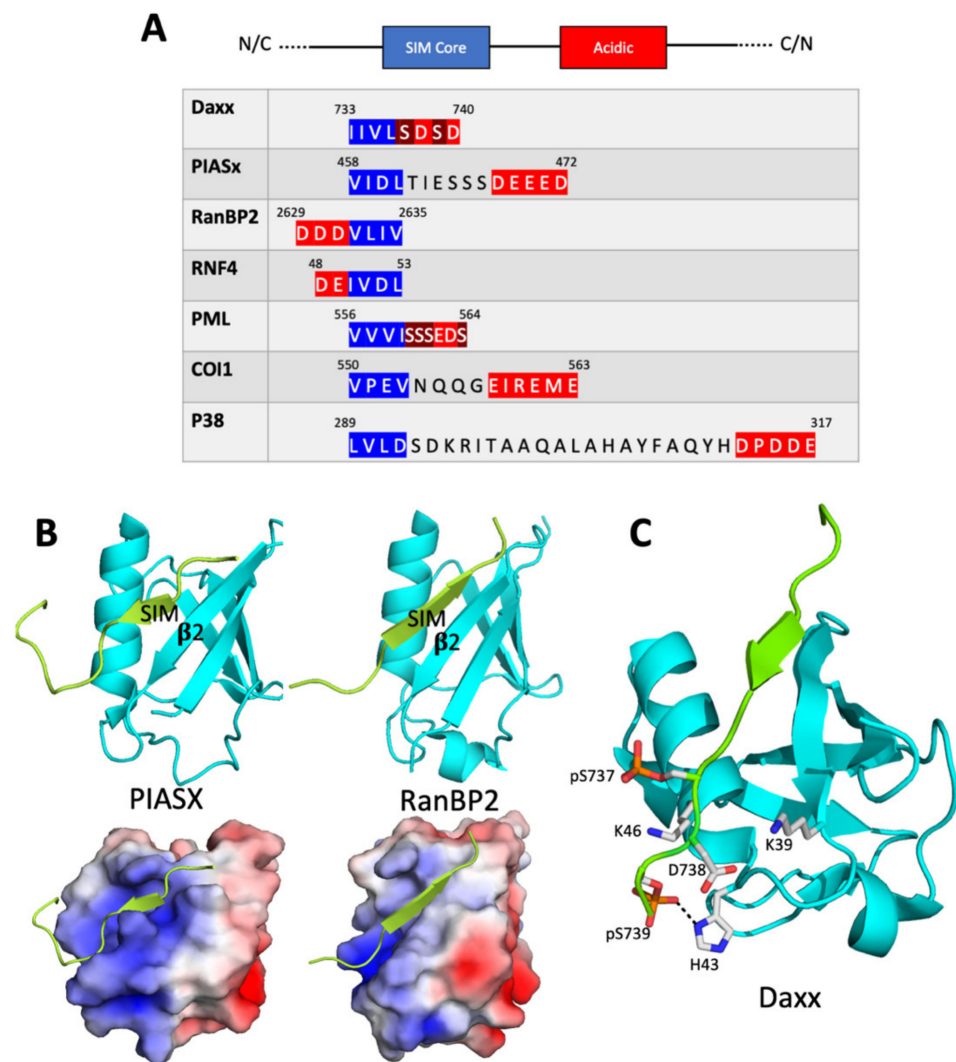 A
N/C
SIM Core
Acidic
C/N
Daxx
733 740
IIVLSDSD
PIASx
458 472
VIDLTIESSSDEEED
RanBP2
2629 2635
DDDVLIV
RNF4
48 53
DEIVDL
PML
556 564
VVVISSSEDS
COI1
550 563
VPEVNQQGEIREME
P38
289 317
LVLDSDKRITAAQALAHAYFAQYHDPDDE
B
SIM
β2
PIASX
SIM
β2
RanBP2
C
pS737
K46
K39
D738
pS739
H43
Daxx